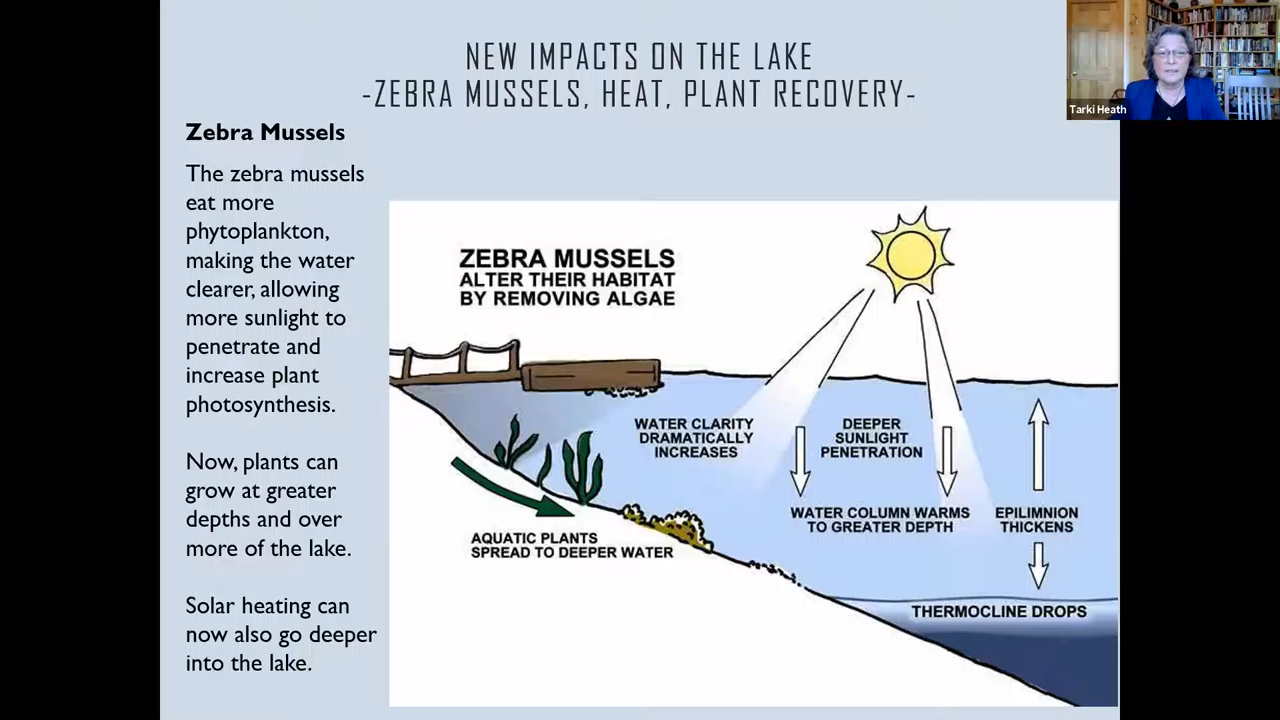 NEW IMPACTS ON THE LAKE
-ZEBRA MUSSELS, HEAT, PLANT RECOVERY-
Tarki Heath
Zebra Mussels
The zebra mussels
eat more
phytoplankton,
making the water
clearer, allowing
more sunlight to
penetrate and
increase plant
photosynthesis.
Now, plants can
grow at greater
depths and over
more of the lake.
Solar heating can
now also go deeper
into the lake.
ZEBRA MUSSELS
ALTER THEIR HABITAT
BY REMOVING ALGAE
WATER CLARITY
DRAMATICALLY
INCREASES
DEEPER
SUNLIGHT
PENETRATION
WATER COLUMN WARMS
TO GREATER DEPTH
EPILIMNION
THICKENS
AQUATIC PLANTS
SPREAD TO DEEPER WATER
THERMOCLINE DROPS